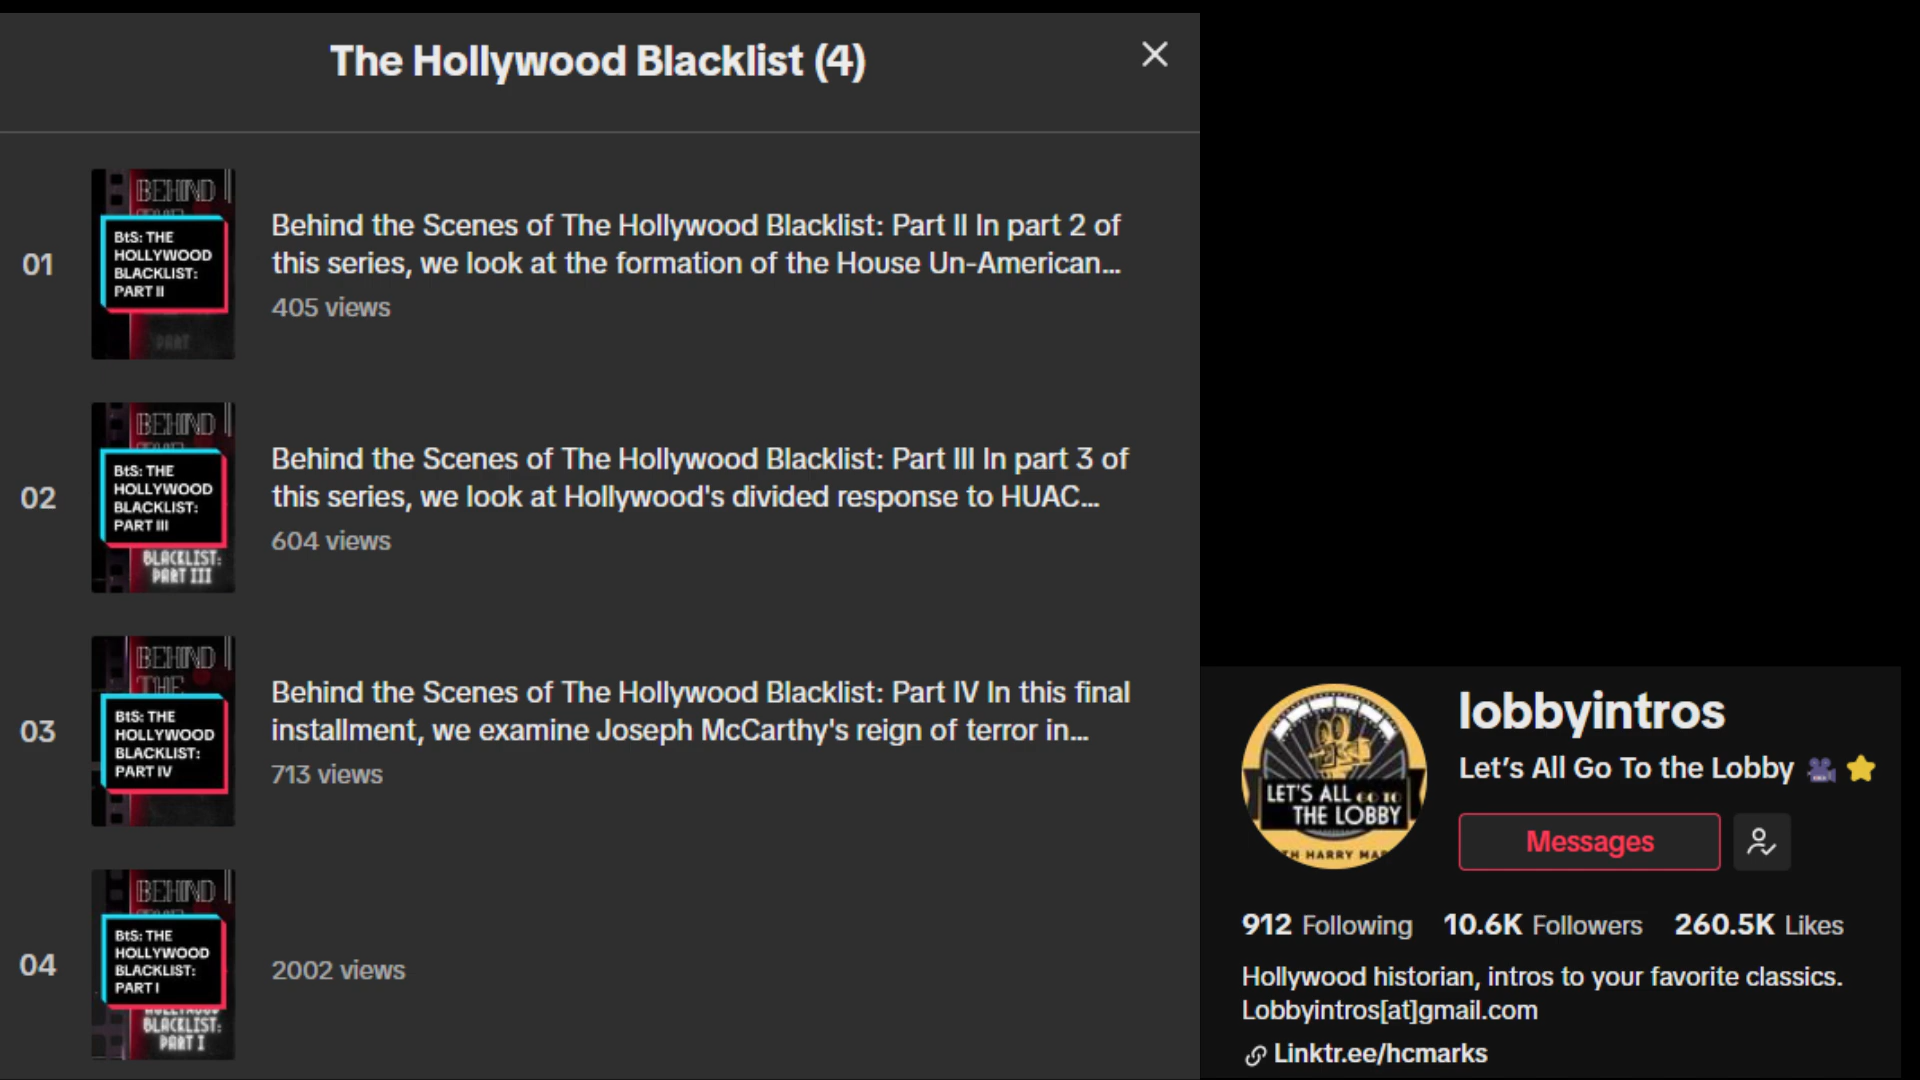 The Hollywood Blacklist (4)
01
BEHIND
BtS: THE
HOLLYWOOD
BLACKLIST:
PART II
PART
Behind the Scenes of The Hollywood Blacklist: Part II In part 2 of
this series, we look at the formation of the House Un-American...
405 views
02
BEHIND
BtS: THE
HOLLYWOOD
BLACKLIST:
PART III
BLACKLIST:
PART III
Behind the Scenes of The Hollywood Blacklist: Part III In part 3 of
this series, we look at Hollywood's divided response to HUAC...
604 views
03
BEHIND
THE
BtS: THE
HOLLYWOOD
BLACKLIST:
PART IV
Behind the Scenes of The Hollywood Blacklist: Part IV In this final
installment, we examine Joseph McCarthy's reign of terror in...
713 views
04
BEHIND
BtS: THE
HOLLYWOOD
BLACKLIST:
PART I
BLACKLIST:
PART I
2002 views
LET'S ALL GO TO
THE LOBBY
HARRY
lobbyintros
Let’s All Go To the Lobby 🎥 ⭐
Messages
912 Following 10.6K Followers 260.5K Likes
Hollywood historian, intros to your favorite classics.
Lobbyintros[at]gmail.com
Linktr.ee/hcmarks